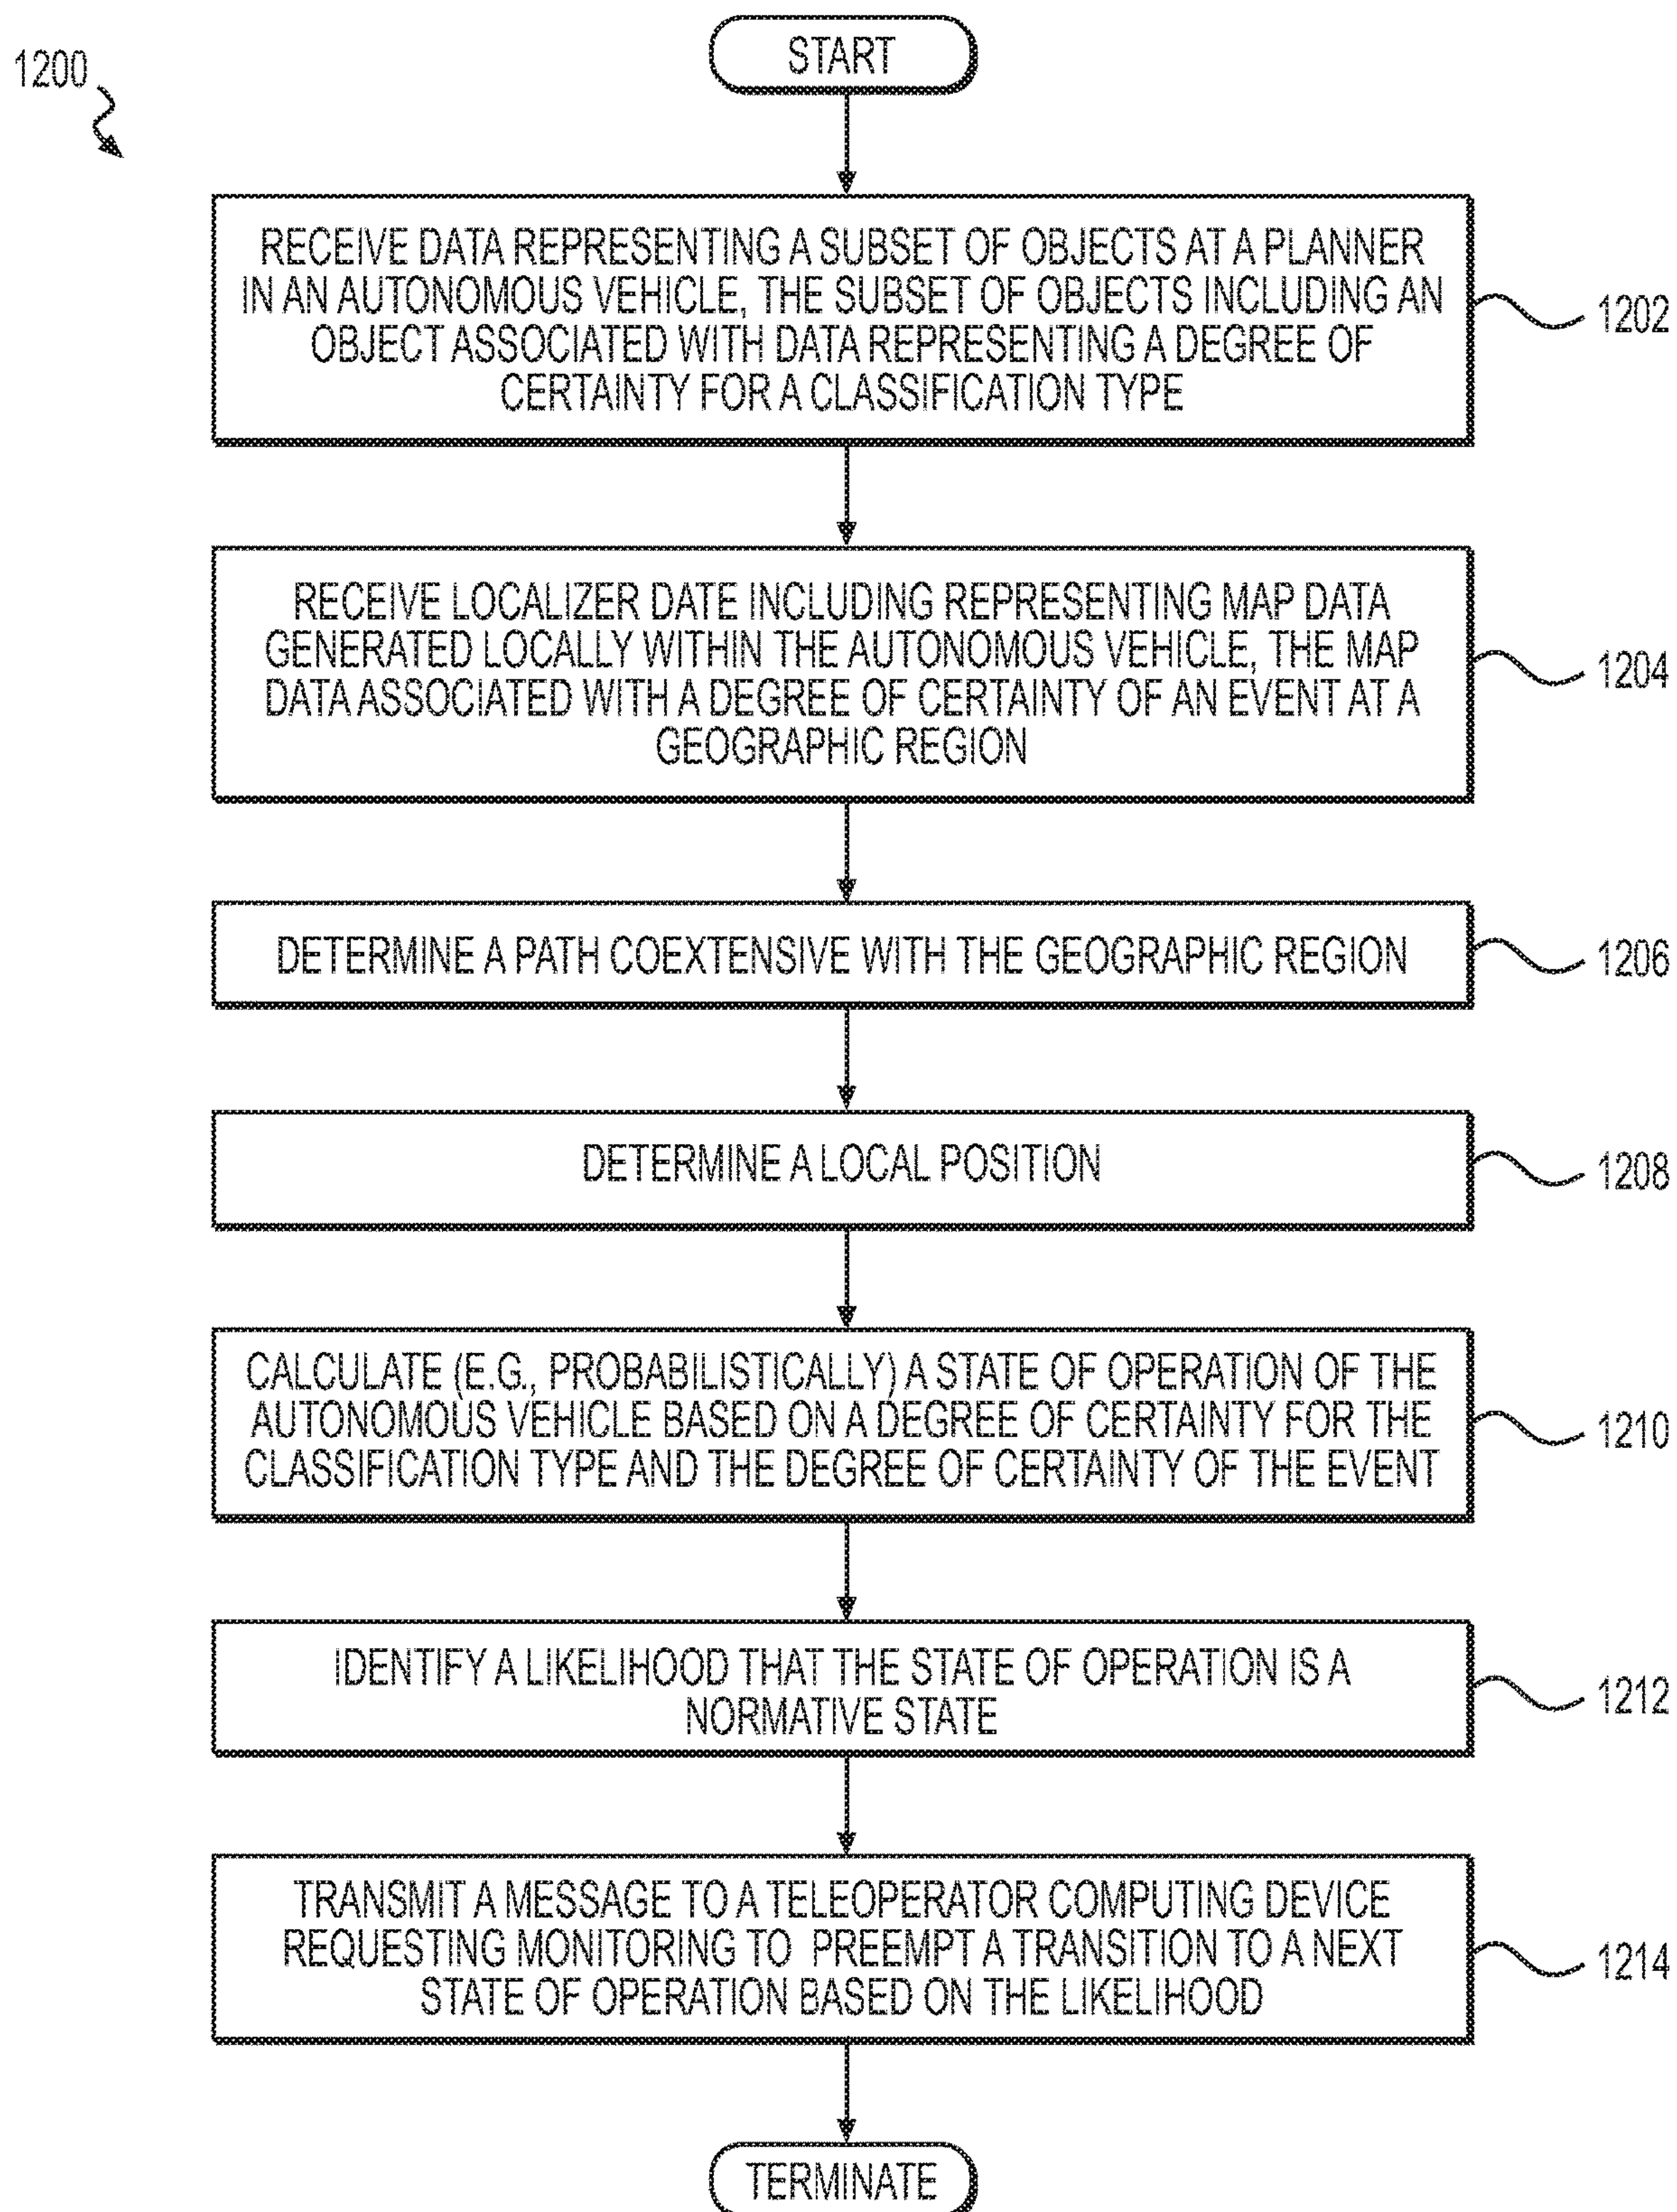 1200
START
RECEIVE DATA REPRESENTING A SUBSET OF OBJECTS AT A PLANNER
IN AN AUTONOMOUS VEHICLE, THE SUBSET OF OBJECTS INCLUDING AN
OBJECT ASSOCIATED WITH DATA REPRESENTING A DEGREE OF
CERTAINTY FOR A CLASSIFICATION TYPE
1202
RECEIVE LOCALIZER DATE INCLUDING REPRESENTING MAP DATA
GENERATED LOCALLY WITHIN THE AUTONOMOUS VEHICLE, THE MAP
DATA ASSOCIATED WITH A DEGREE OF CERTAINTY OF AN EVENT AT A
GEOGRAPHIC REGION
1204
DETERMINE A PATH COEXTENSIVE WITH THE GEOGRAPHIC REGION
1206
DETERMINE A LOCAL POSITION
1208
CALCULATE (E.G., PROBABILISTICALLY) A STATE OF OPERATION OF THE
AUTONOMOUS VEHICLE BASED ON A DEGREE OF CERTAINTY FOR THE
CLASSIFICATION TYPE AND THE DEGREE OF CERTAINTY OF THE EVENT
1210
IDENTIFY A LIKELIHOOD THAT THE STATE OF OPERATION IS A
NORMATIVE STATE
1212
TRANSMIT A MESSAGE TO A TELEOPERATOR COMPUTING DEVICE
REQUESTING MONITORING TO PREEMPT A TRANSITION TO A NEXT
STATE OF OPERATION BASED ON THE LIKELIHOOD
1214
TERMINATE